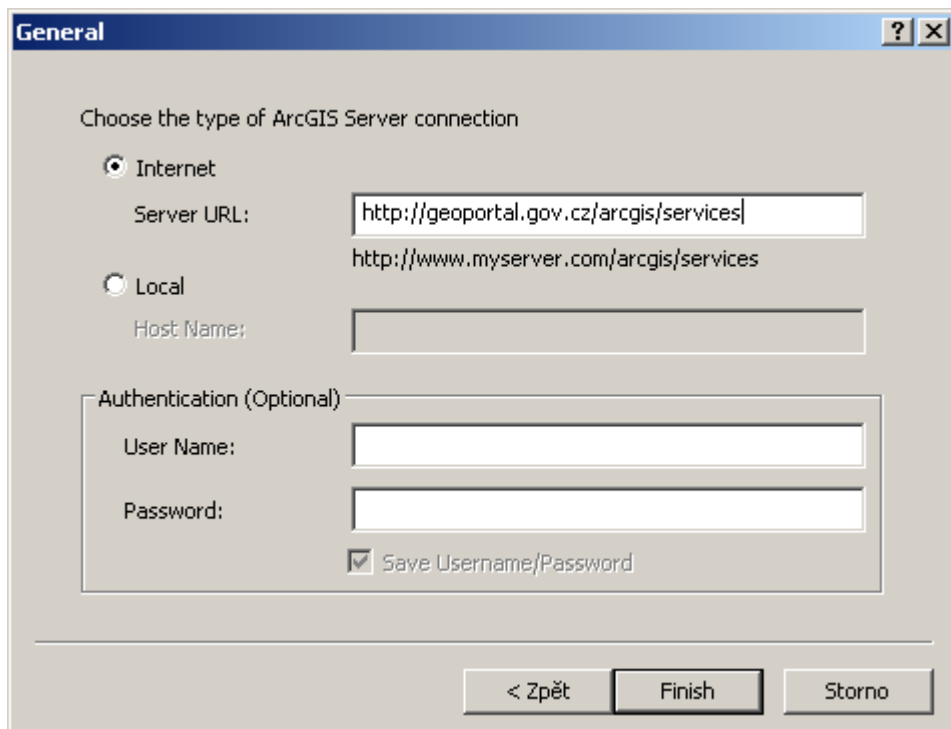 General
Choose the type of ArcGIS Server connection
Internet
Server URL: http://geoportal.gov.cz/arcgis/services
http://www.myserver.com/arcgis/services
Local
Host Name:
Authentication (Optional)
User Name:
Password:
Save Username/Password
< Zpět Finish Storno